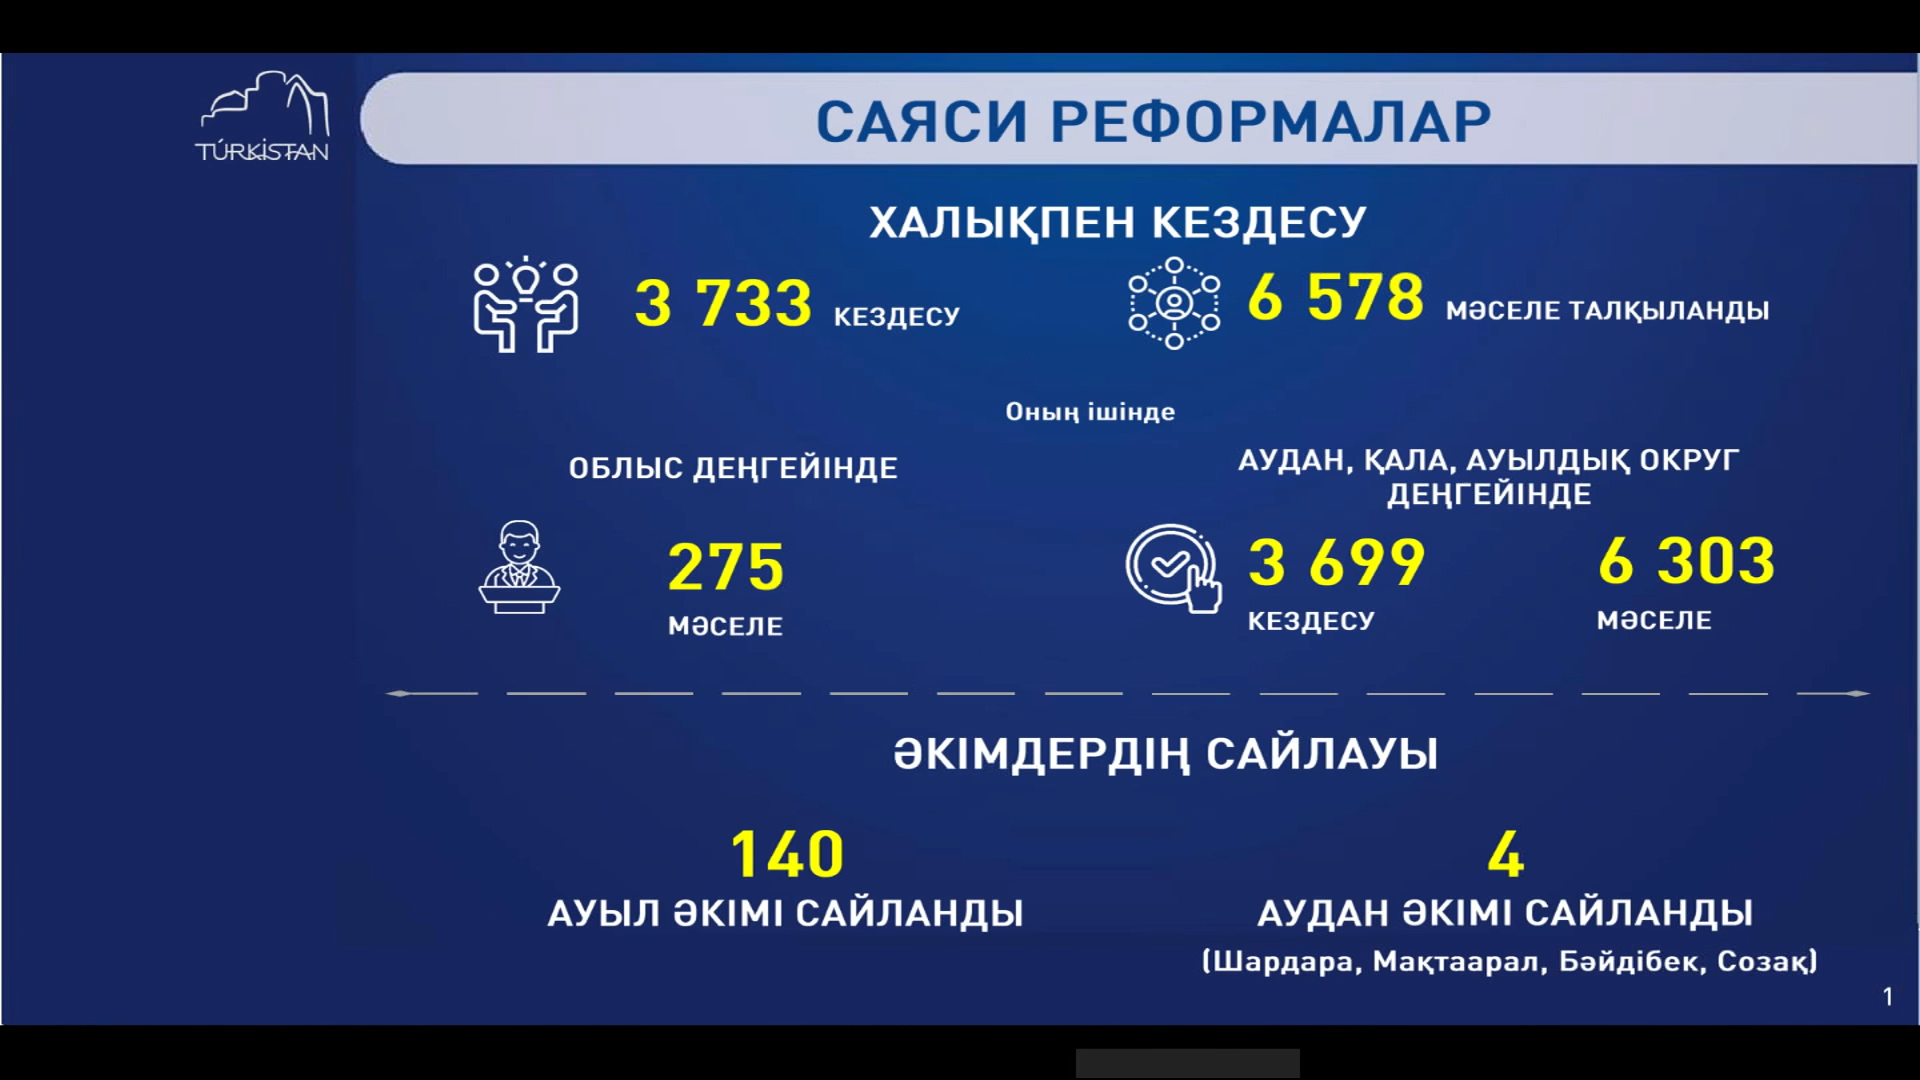 TÚRKİSTAN
САЯСИ РЕФОРМАЛАР
ХАЛЫҚПЕН КЕЗДЕСУ
3 733 КЕЗДЕСУ
6 578 МӘСЕЛЕ ТАЛҚЫЛАНДЫ
Оның ішінде
ОБЛЫС ДЕҢГЕЙІНДЕ
275
МӘСЕЛЕ
АУДАН, ҚАЛА, АУЫЛДЫҚ ОКРУГ
ДЕҢГЕЙІНДЕ
3 699
КЕЗДЕСУ
6 303
МӘСЕЛЕ
ӘКІМДЕРДІҢ САЙЛАУЫ
140
АУЫЛ ӘКІМІ САЙЛАНДЫ
4
АУДАН ӘКІМІ САЙЛАНДЫ
(Шардара, Мақтаарал, Бәйдібек, Созақ)
1